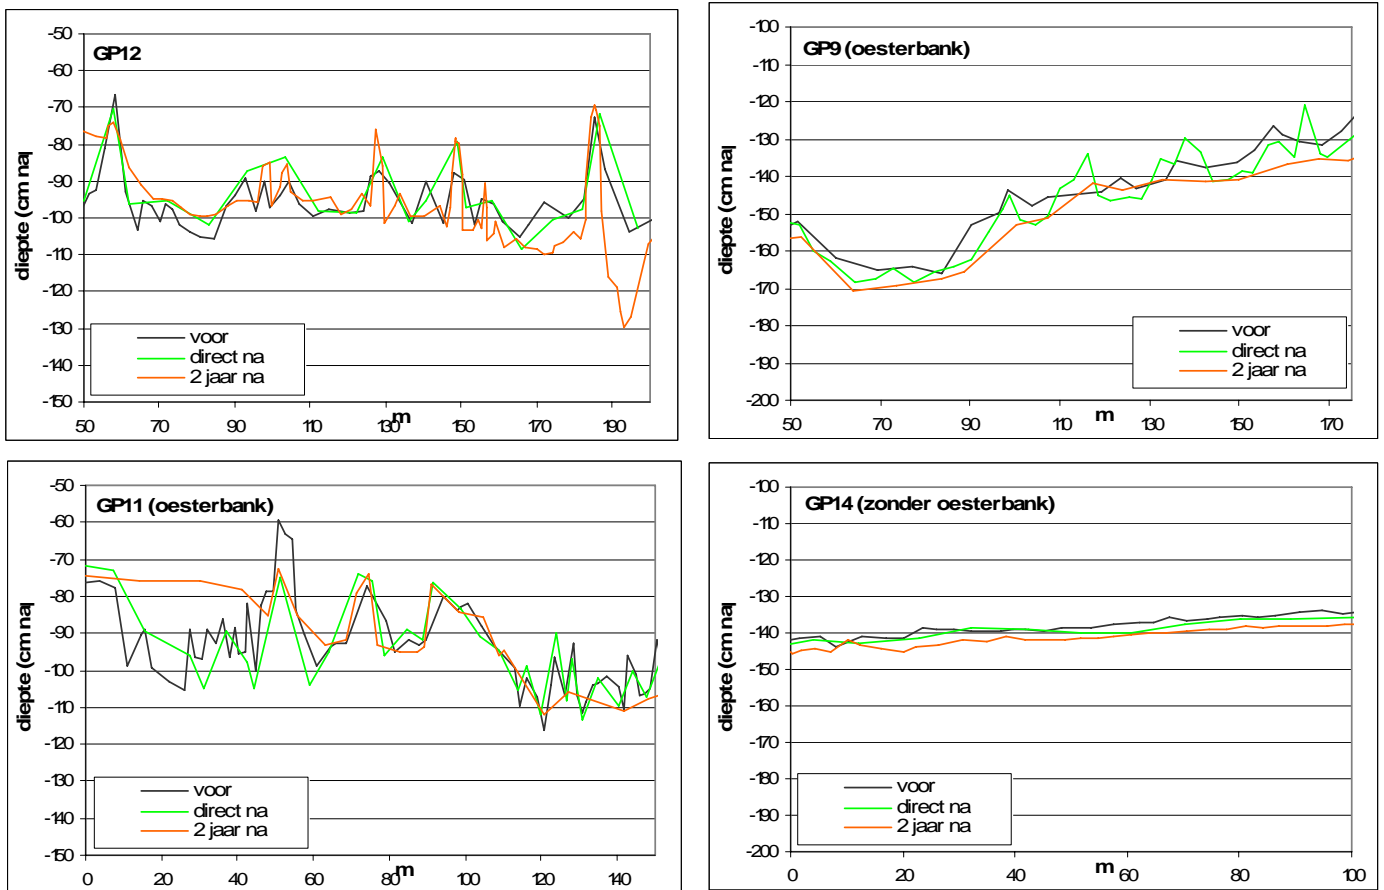 GP12
diepte (cm nap
-50
-60
-70
-80
-90
-100
-110
-120
-130
-140
-150
50 70 90 110 130 150 170 190
m
voor
direct na
2 jaar na
GP9 (oesterbank)
diepte (cm nap
-100
-110
-120
-130
-140
-150
-160
-170
-180
-190
-200
50 70 90 110 130 150 170
m
voor
direct na
2 jaar na
GP11 (oesterbank)
diepte (cm nap
-50
-60
-70
-80
-90
-100
-110
-120
-130
-140
-150
0 20 40 60 80 100 120 140
m
voor
direct na
2 jaar na
GP14 (zonder oesterbank)
diepte (cm nap
-100
-110
-120
-130
-140
-150
-160
-170
-180
-190
-200
0 20 40 60 80 100
m
voor
direct na
2 jaar na